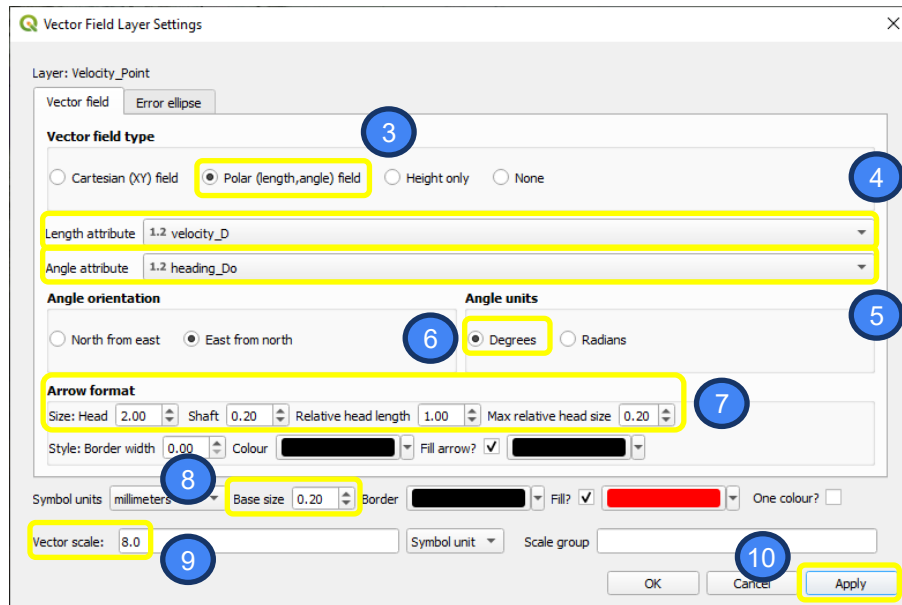 Vector Field Layer Settings
Layer: Velocity_Point
Vector field Error ellipse
Vector field type
3
Cartesian (XY) field Polar (length,angle) field Height only None
4
Length attribute 1.2 velocity_D
Angle attribute 1.2 heading_Do
Angle orientation Angle units
5
North from east East from north 6 Degrees Radians
Arrow format
7
Size: Head 2.00 Shaft 0.20 Relative head length 1.00 Max relative head size 0.20
Style: Border width 0.00 Colour Fill arrow?
8
Symbol units millimeters Base size 0.20 Border Fill? One colour?
Vector scale: 8.0 Symbol unit Scale group
9
10
OK Cancel Apply